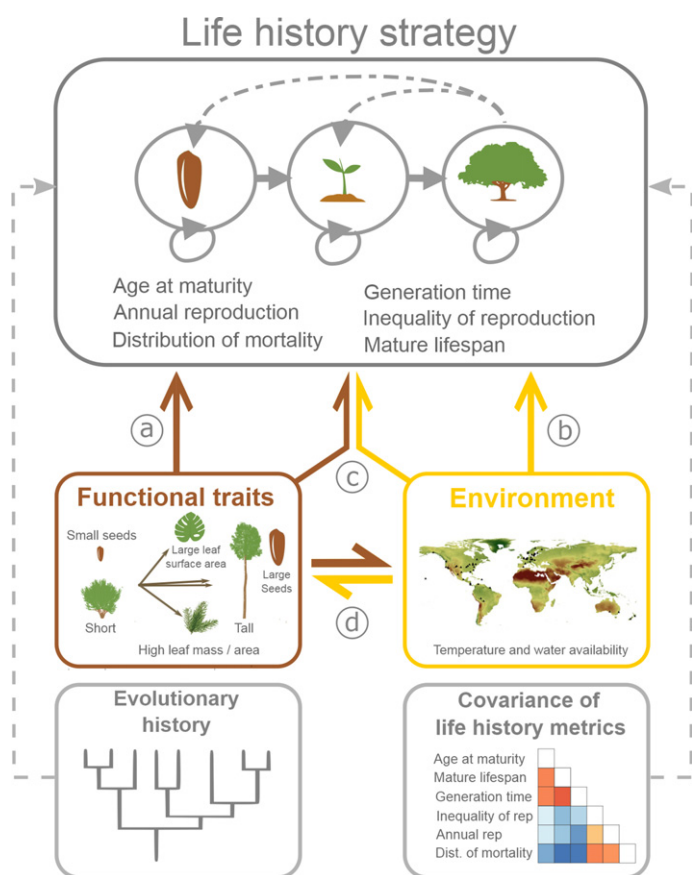 Life history strategy
Age at maturity
Annual reproduction
Distribution of mortality
Generation time
Inequality of reproduction
Mature lifespan
a
c
b
Functional traits
Small seeds
Large leaf
surface area
Large
Seeds
Short
Tall
High leaf mass / area
d
Environment
Temperature and water availability
Evolutionary
history
Covariance of
life history metrics
Age at maturity
Mature lifespan
Generation time
Inequality of rep
Annual rep
Dist. of mortality